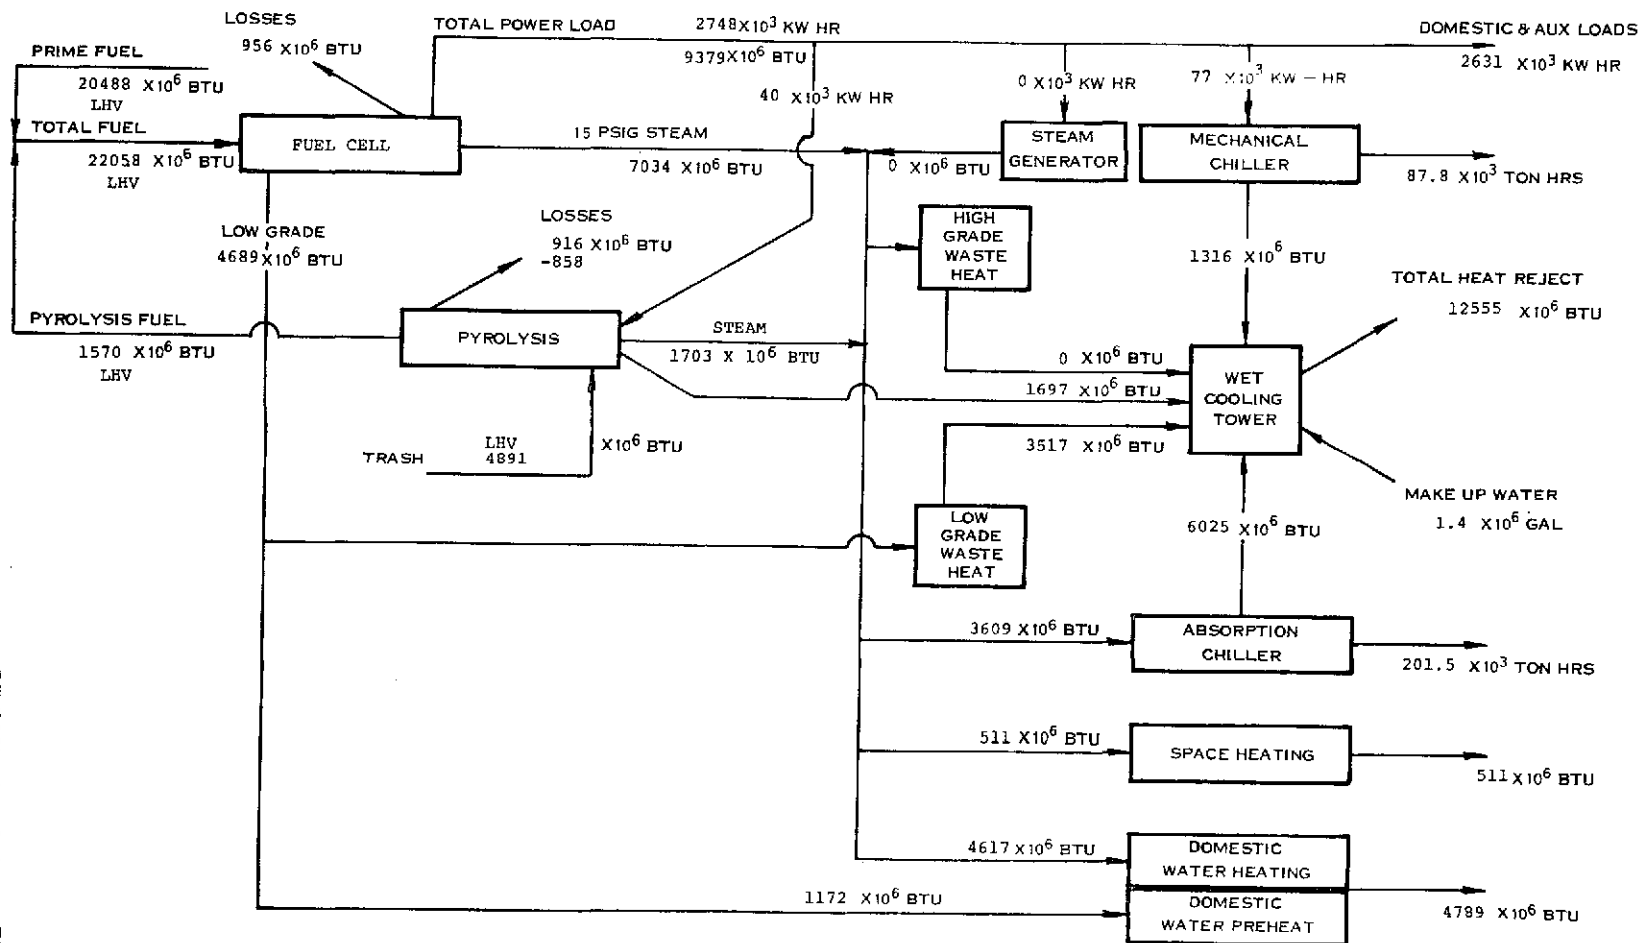 LOSSES
956 X10⁶ BTU
TOTAL POWER LOAD
2748X10³ KW HR
9379X10⁶ BTU
DOMESTIC & AUX LOADS
2631 X10³ KW HR
PRIME FUEL
20488 X10⁶ BTU
LHV
TOTAL FUEL
22058 X10⁶ BTU
LHV
FUEL CELL
40 X10³ KW HR
0 X10³ KW HR
77 X10³ KW – HR
15 PSIG STEAM
7034 X10⁶ BTU
0 X10⁶ BTU
STEAM
GENERATOR
MECHANICAL
CHILLER
87.8 X10³ TON HRS
LOW GRADE
4689X10⁶ BTU
LOSSES
916 X10⁶ BTU
-858
HIGH
GRADE
WASTE
HEAT
1316 X10⁶ BTU
TOTAL HEAT REJECT
12555 X10⁶ BTU
PYROLYSIS FUEL
1570 X10⁶ BTU
LHV
PYROLYSIS
STEAM
1703 X 10⁶ BTU
0 X10⁶ BTU
1697 X10⁶ BTU
3517 X10⁶ BTU
WET
COOLING
TOWER
TRASH
LHV
4891
X10⁶ BTU
MAKE UP WATER
1.4 X10⁶ GAL
LOW
GRADE
WASTE
HEAT
6025 X10⁶ BTU
3609 X10⁶ BTU
ABSORPTION
CHILLER
201.5 X10³ TON HRS
511 X10⁶ BTU
SPACE HEATING
511X10⁶ BTU
4617 X10⁶ BTU
DOMESTIC
WATER HEATING
1172 X10⁶ BTU
DOMESTIC
WATER PREHEAT
4789 X10⁶ BTU